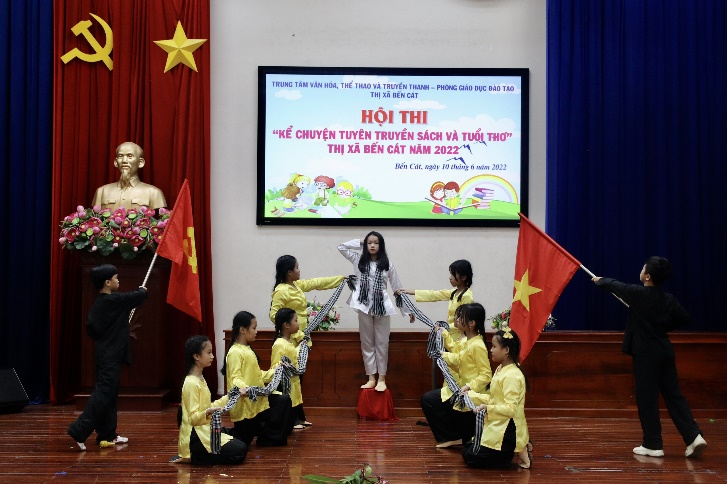 TRUNG TÂM VĂN HÓA, THỂ THAO VÀ TRUYỀN THANH – PHÒNG GIÁO DỤC ĐÀO TẠO
THỊ XÃ BẾN CÁT
HỘI THI
“KỂ CHUYỆN TUYÊN TRUYỀN SÁCH VÀ TUỔI THƠ”
THỊ XÃ BẾN CÁT NĂM 2022
Bến Cát, ngày 10 tháng 6 năm 2022